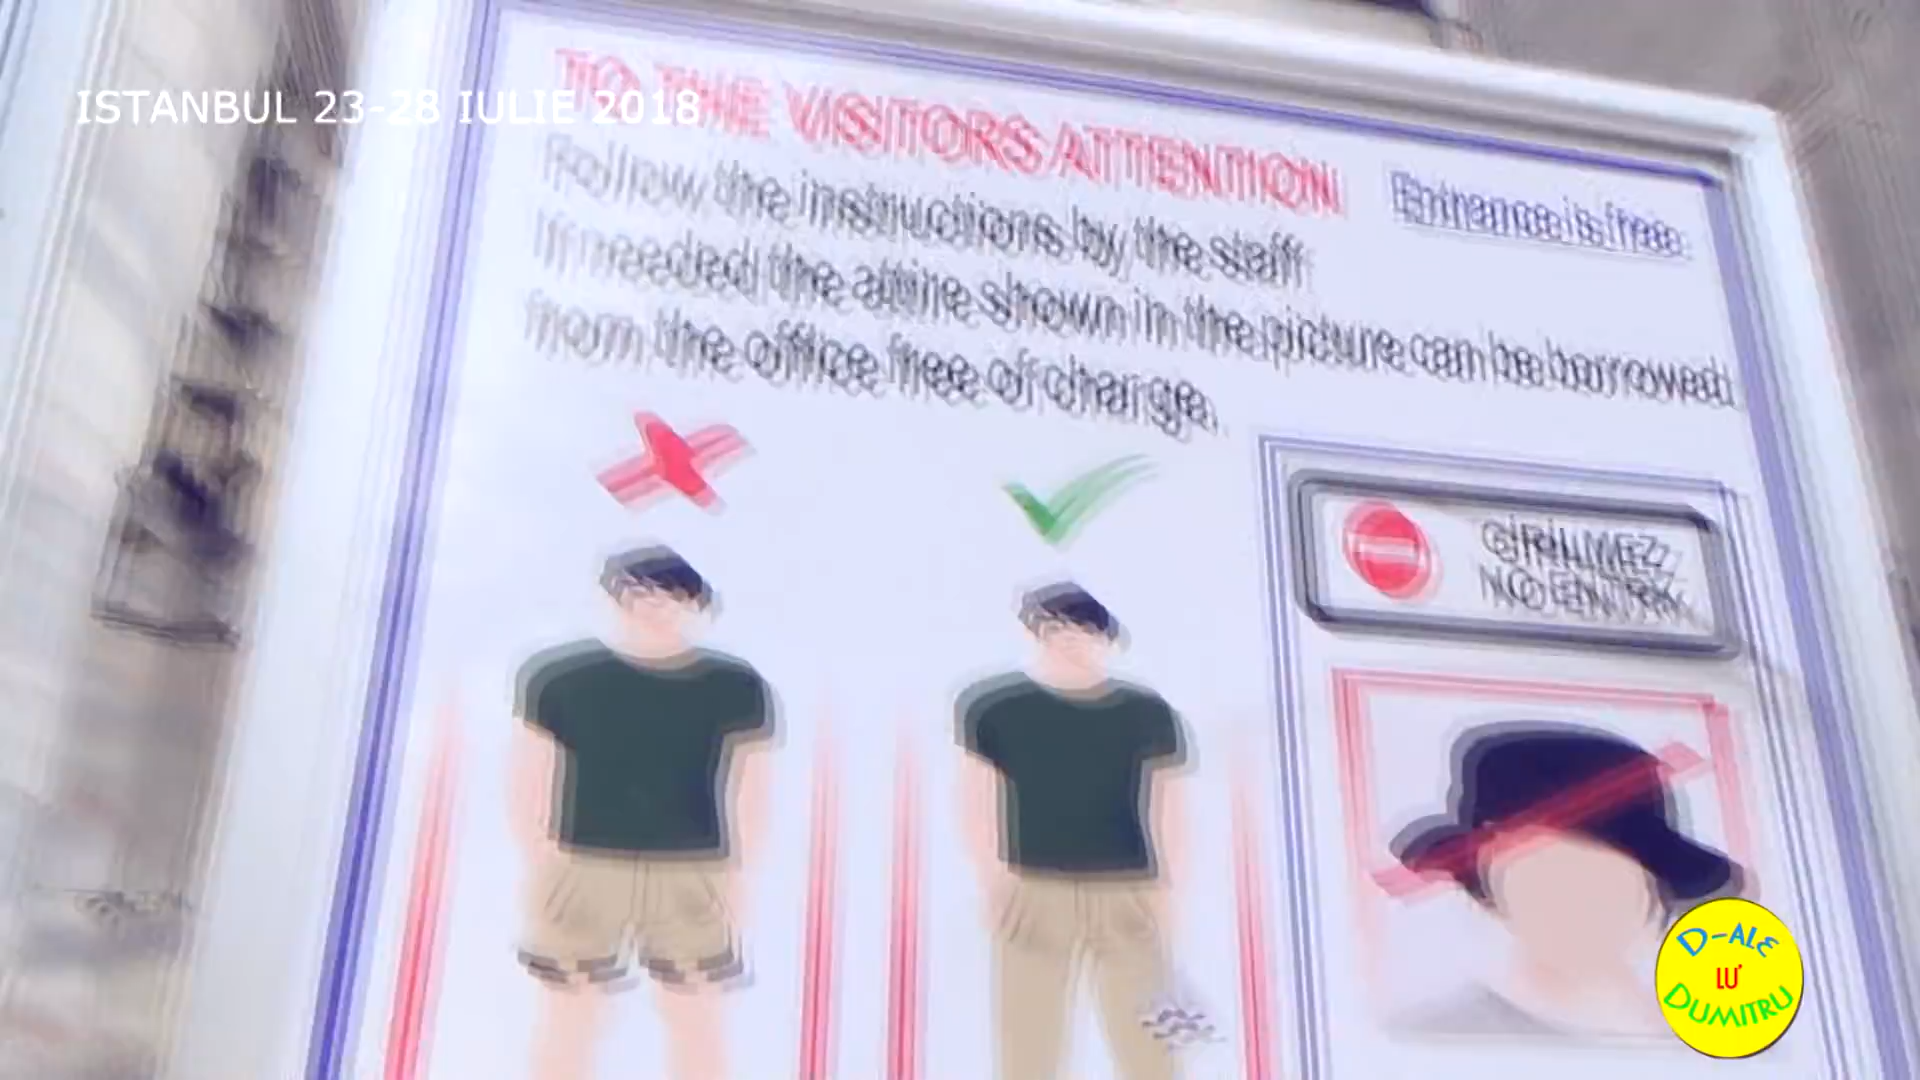 ISTANBUL 23-28 IULIE 2018
TO THE VISITORS ATTENTION
Entrance is free
Follow the instructions by the staff
If needed the attire shown in the picture can be borrowed
from the office free of charge.
GİRİLMEZ
NO ENTRY
D-ALE
LU'
DUMITRU